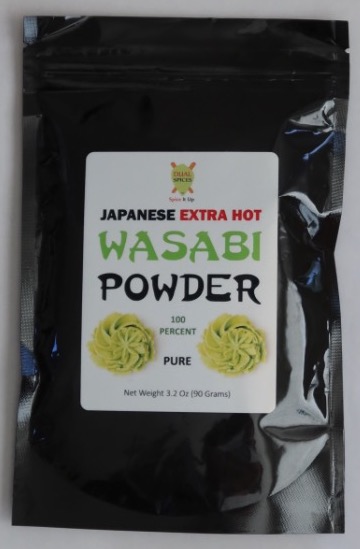 DUAL
SPICES
Spice It Up
JAPANESE EXTRA HOT
WASABI
POWDER
100
PERCENT
PURE
Net Weight 3.2 Oz (90 Grams)